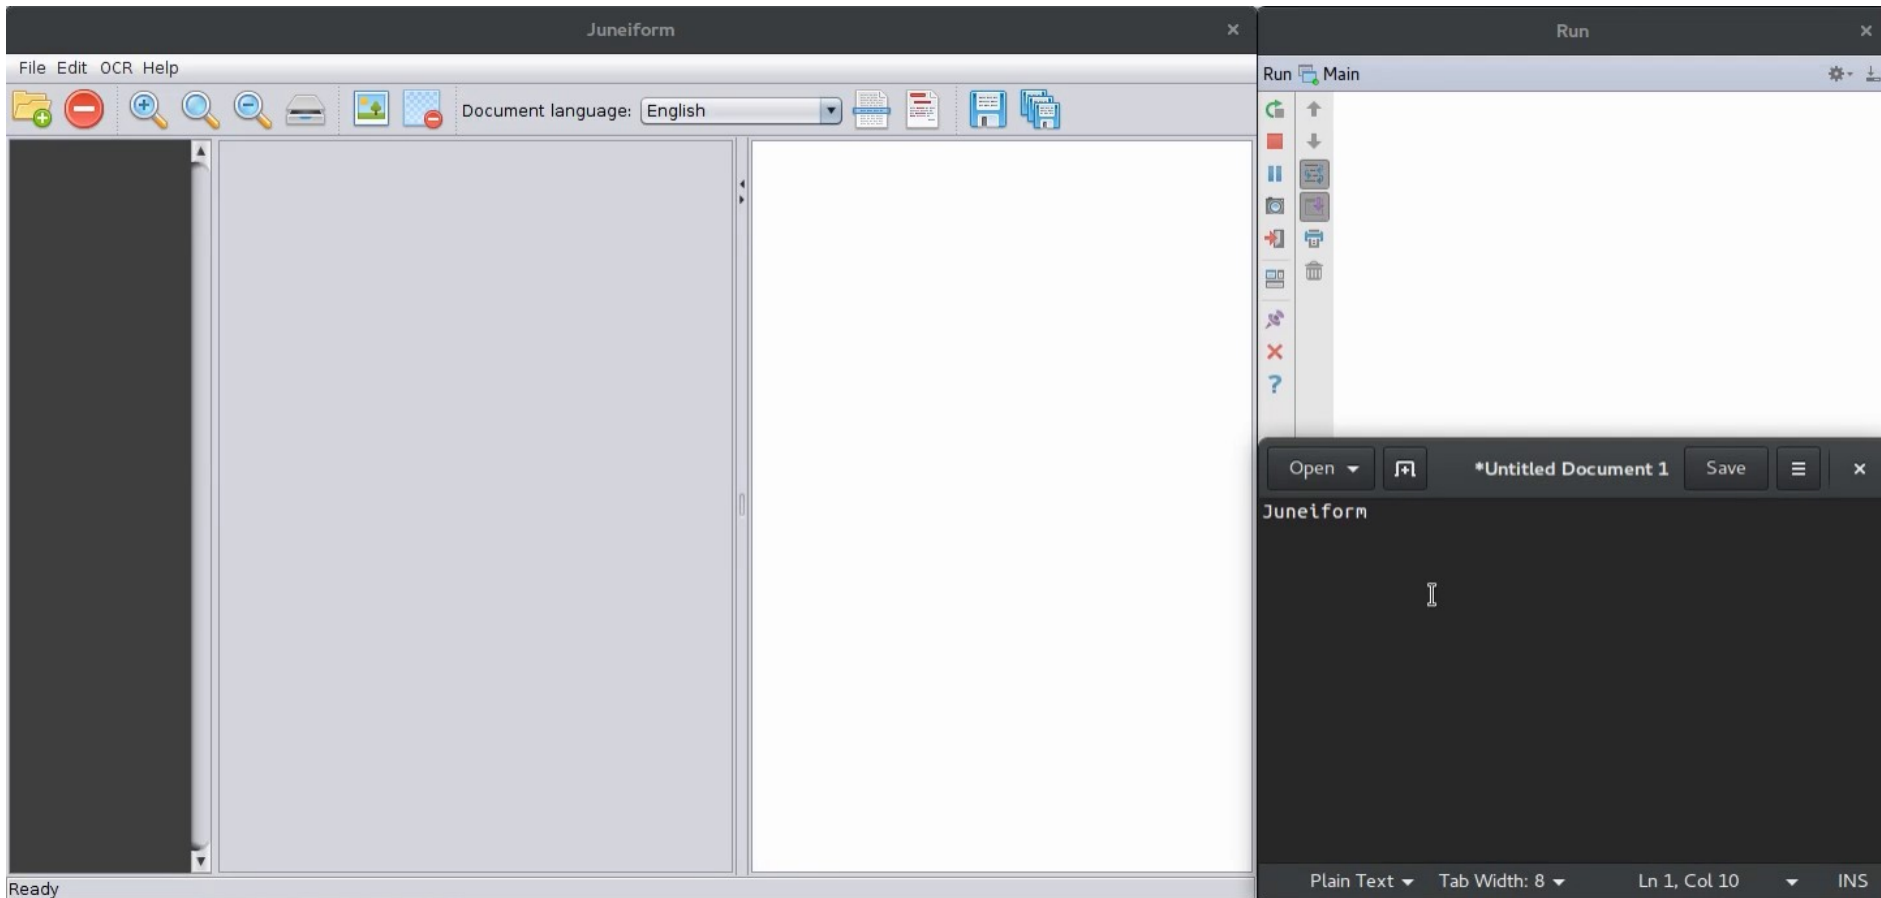 Juneiform
File Edit OCR Help
Document language: English
Ready
Run
Run Main
Open *Untitled Document 1 Save
Juneiform
Plain Text Tab Width: 8 Ln 1, Col 10 INS